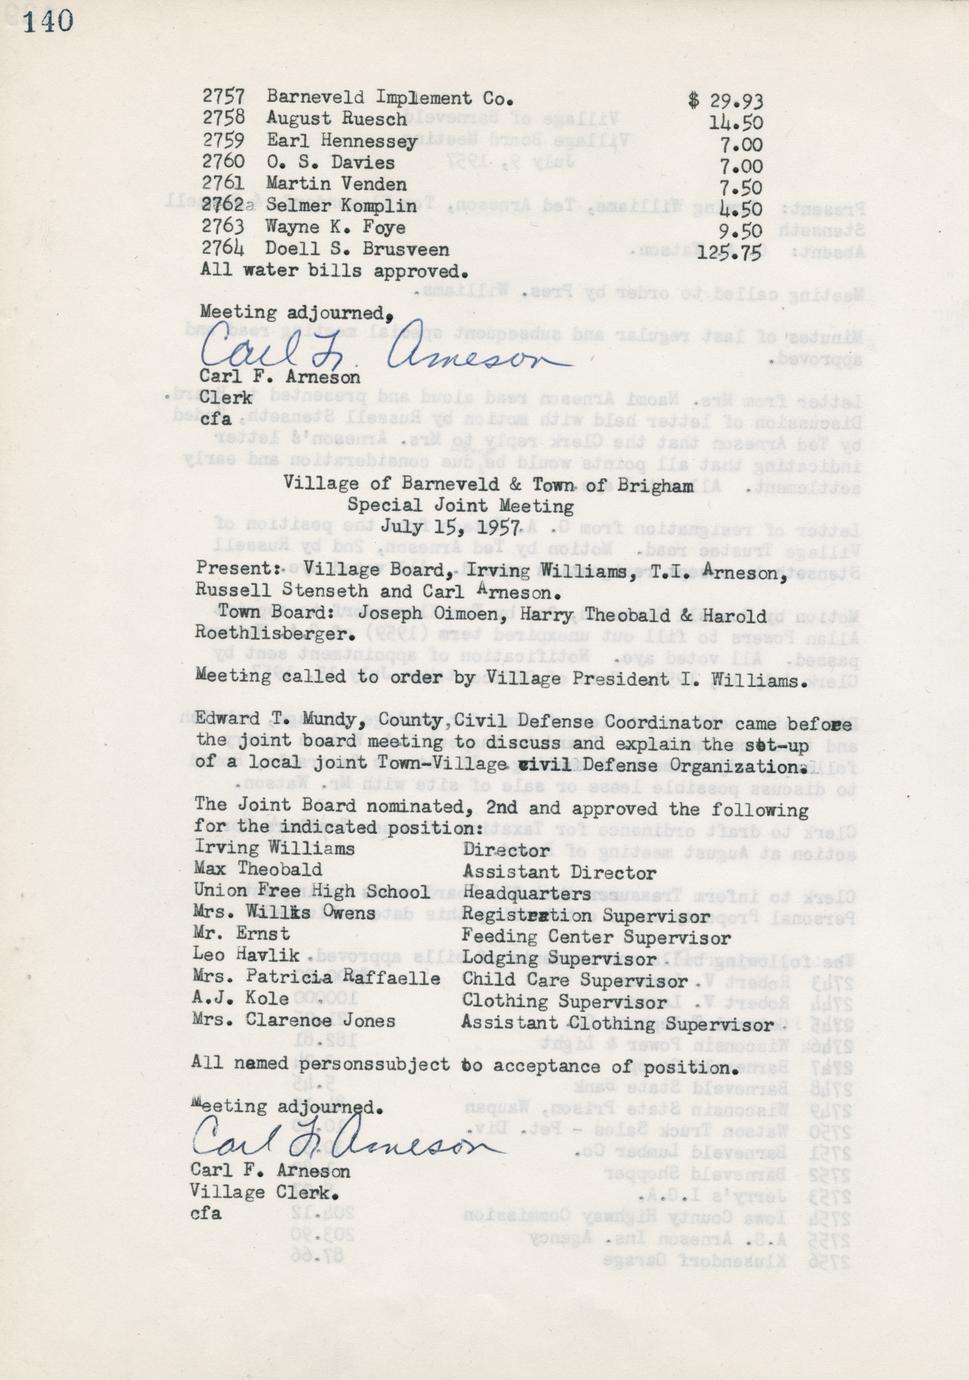 140
2757 Barneveld Implement Co. $ 29.93
2758 August Ruesch 14.50
2759 Earl Hennessey 7.00
2760 O. S. Davies 7.00
2761 Martin Venden 7.50
2762a Selmer Komplin 4.50
2763 Wayne K. Foye 9.50
2764 Doell S. Brusveen 125.75
All water bills approved.
Meeting adjourned,
Carl F. Arneson
Carl F. Arneson
Clerk
cfa
Village of Barneveld & Town of Brigham
Special Joint Meeting
July 15, 1957
Present: Village Board, Irving Williams, T.I. Arneson,
Russell Stenseth and Carl Arneson.
Town Board: Joseph Oimoen, Harry Theobald & Harold
Roethlisberger.
Meeting called to order by Village President I. Williams.
Edward T. Mundy, County Civil Defense Coordinator came before
the joint board meeting to discuss and explain the set-up
of a local joint Town-Village civil Defense Organization.
The Joint Board nominated, 2nd and approved the following
for the indicated position:
Irving Williams Director
Max Theobald Assistant Director
Union Free High School Headquarters
Mrs. Willis Owens Registration Supervisor
Mr. Ernst Feeding Center Supervisor
Leo Havlik Lodging Supervisor
Mrs. Patricia Raffaelle Child Care Supervisor
A.J. Kole Clothing Supervisor
Mrs. Clarence Jones Assistant Clothing Supervisor
All named personssubject to acceptance of position.
Meeting adjourned.
Carl F. Arneson
Carl F. Arneson
Village Clerk.
cfa